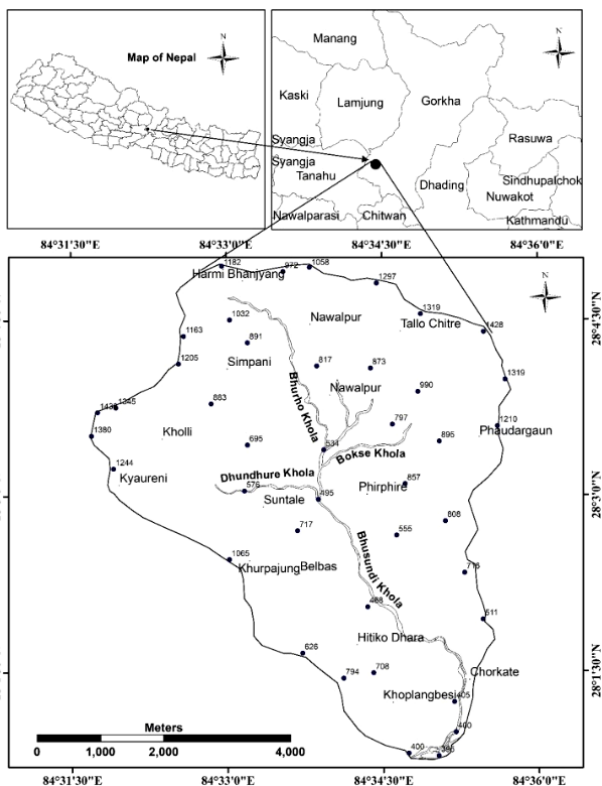 Map of Nepal
N
N
Manang
Kaski
Lamjung
Gorkha
Syangja
Rasuwa
Syangja
Tanahu
Dhading
Sindhupalchok
Nuwakot
Nawalparasi
Chitwan
Kathmandu
84°31'30"E
84°33'0"E
84°34'30"E
84°36'0"E
1182
972
1058
Harmi Bhanjyang
1297
N
1032
Nawalpur
1319
Tallo Chitre
1428
28°4'30"N
1163
891
1205
Simpani
817
873
1319
Nawalpur
990
883
1345
Bhurho Khola
797
1210
1380
Kholli
Phaudargaun
695
534
895
Bokse Khola
1244
Kyaureni
Dhundhure Khola
857
Phirphire
576
Suntale
495
28°3'0"N
808
717
555
Bhusundi Khola
1065
Khurpajung
Belbas
511
Hitiko Dhara
626
794
708
Chorkate
28°1'30"N
Khoplangbesi
405
400
400
Meters
0
1,000
2,000
4,000
84°31'30"E
84°33'0"E
84°34'30"E
84°36'0"E